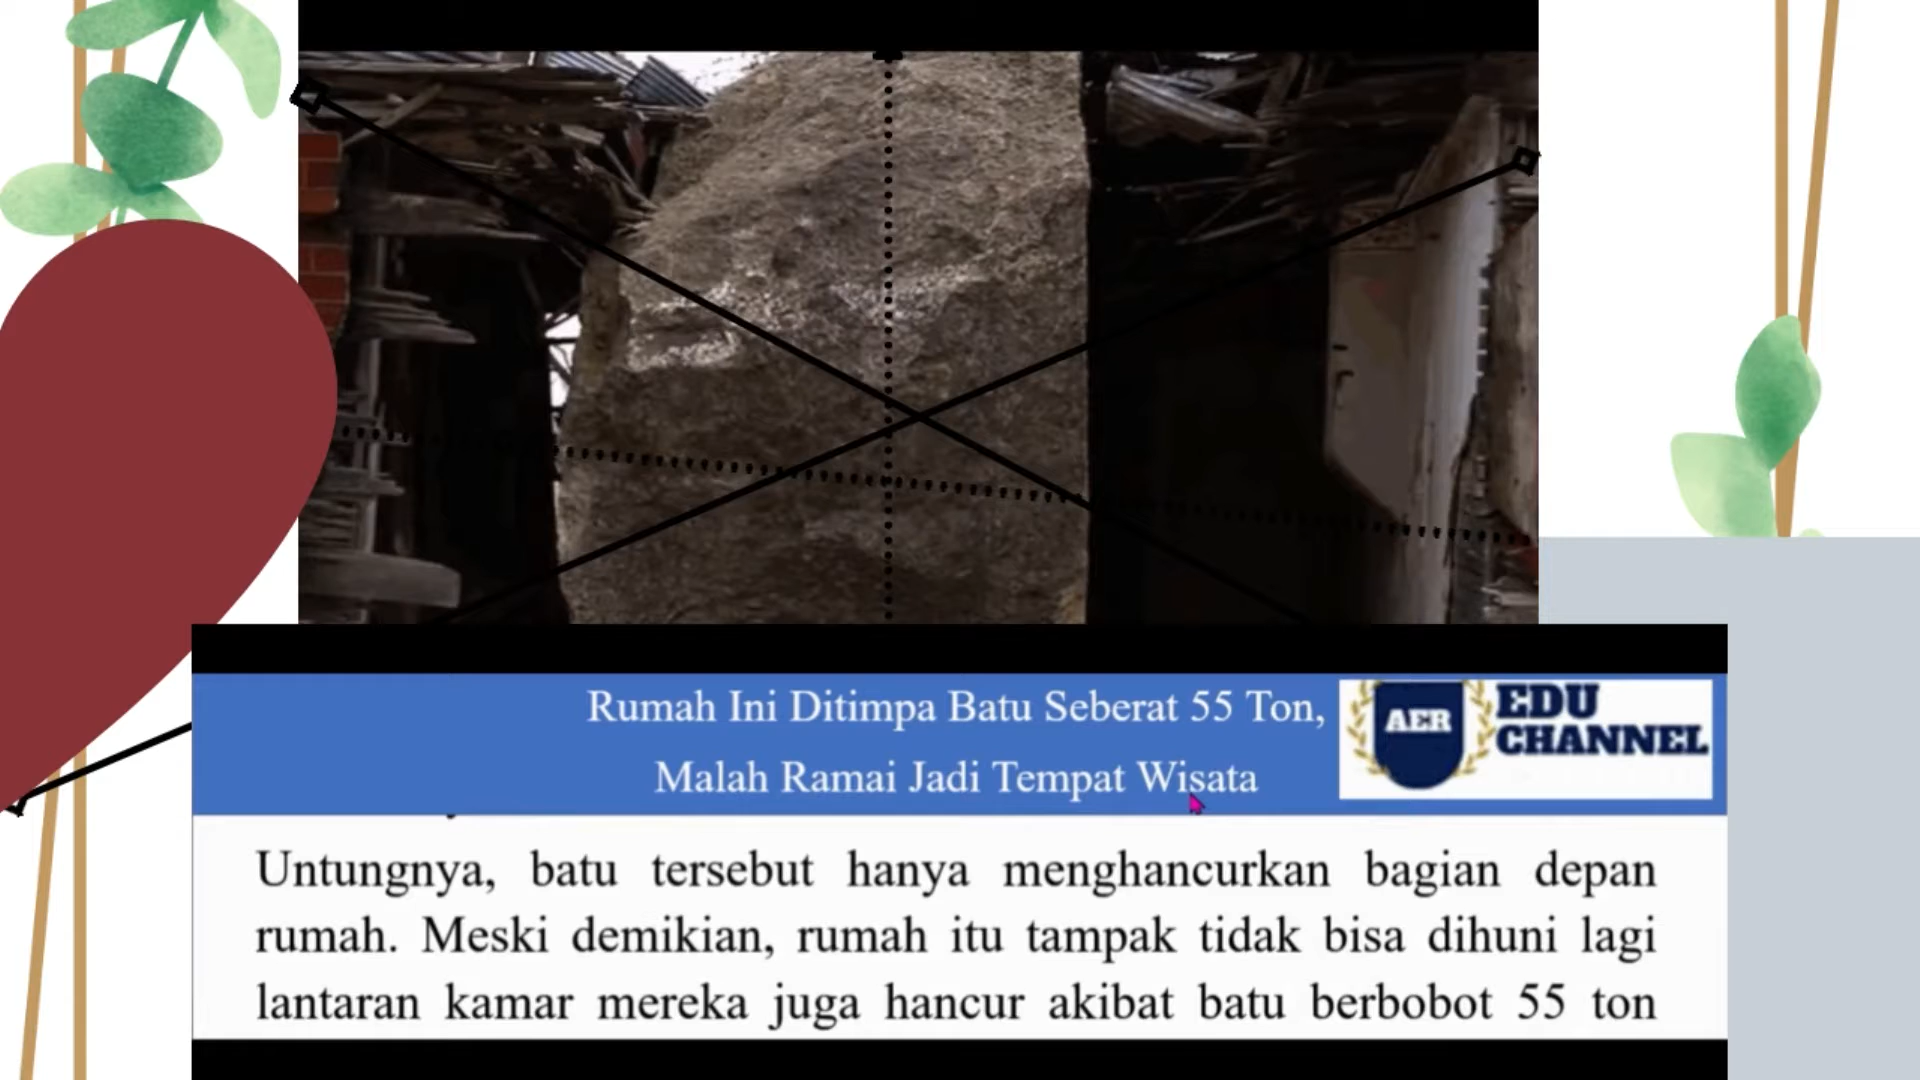 Rumah Ini Ditimpa Batu Seberat 55 Ton,
Malah Ramai Jadi Tempat Wisata
AER
EDU
CHANNEL
Untungnya, batu tersebut hanya menghancurkan bagian depan
rumah. Meski demikian, rumah itu tampak tidak bisa dihuni lagi
lantaran kamar mereka juga hancur akibat batu berbobot 55 ton